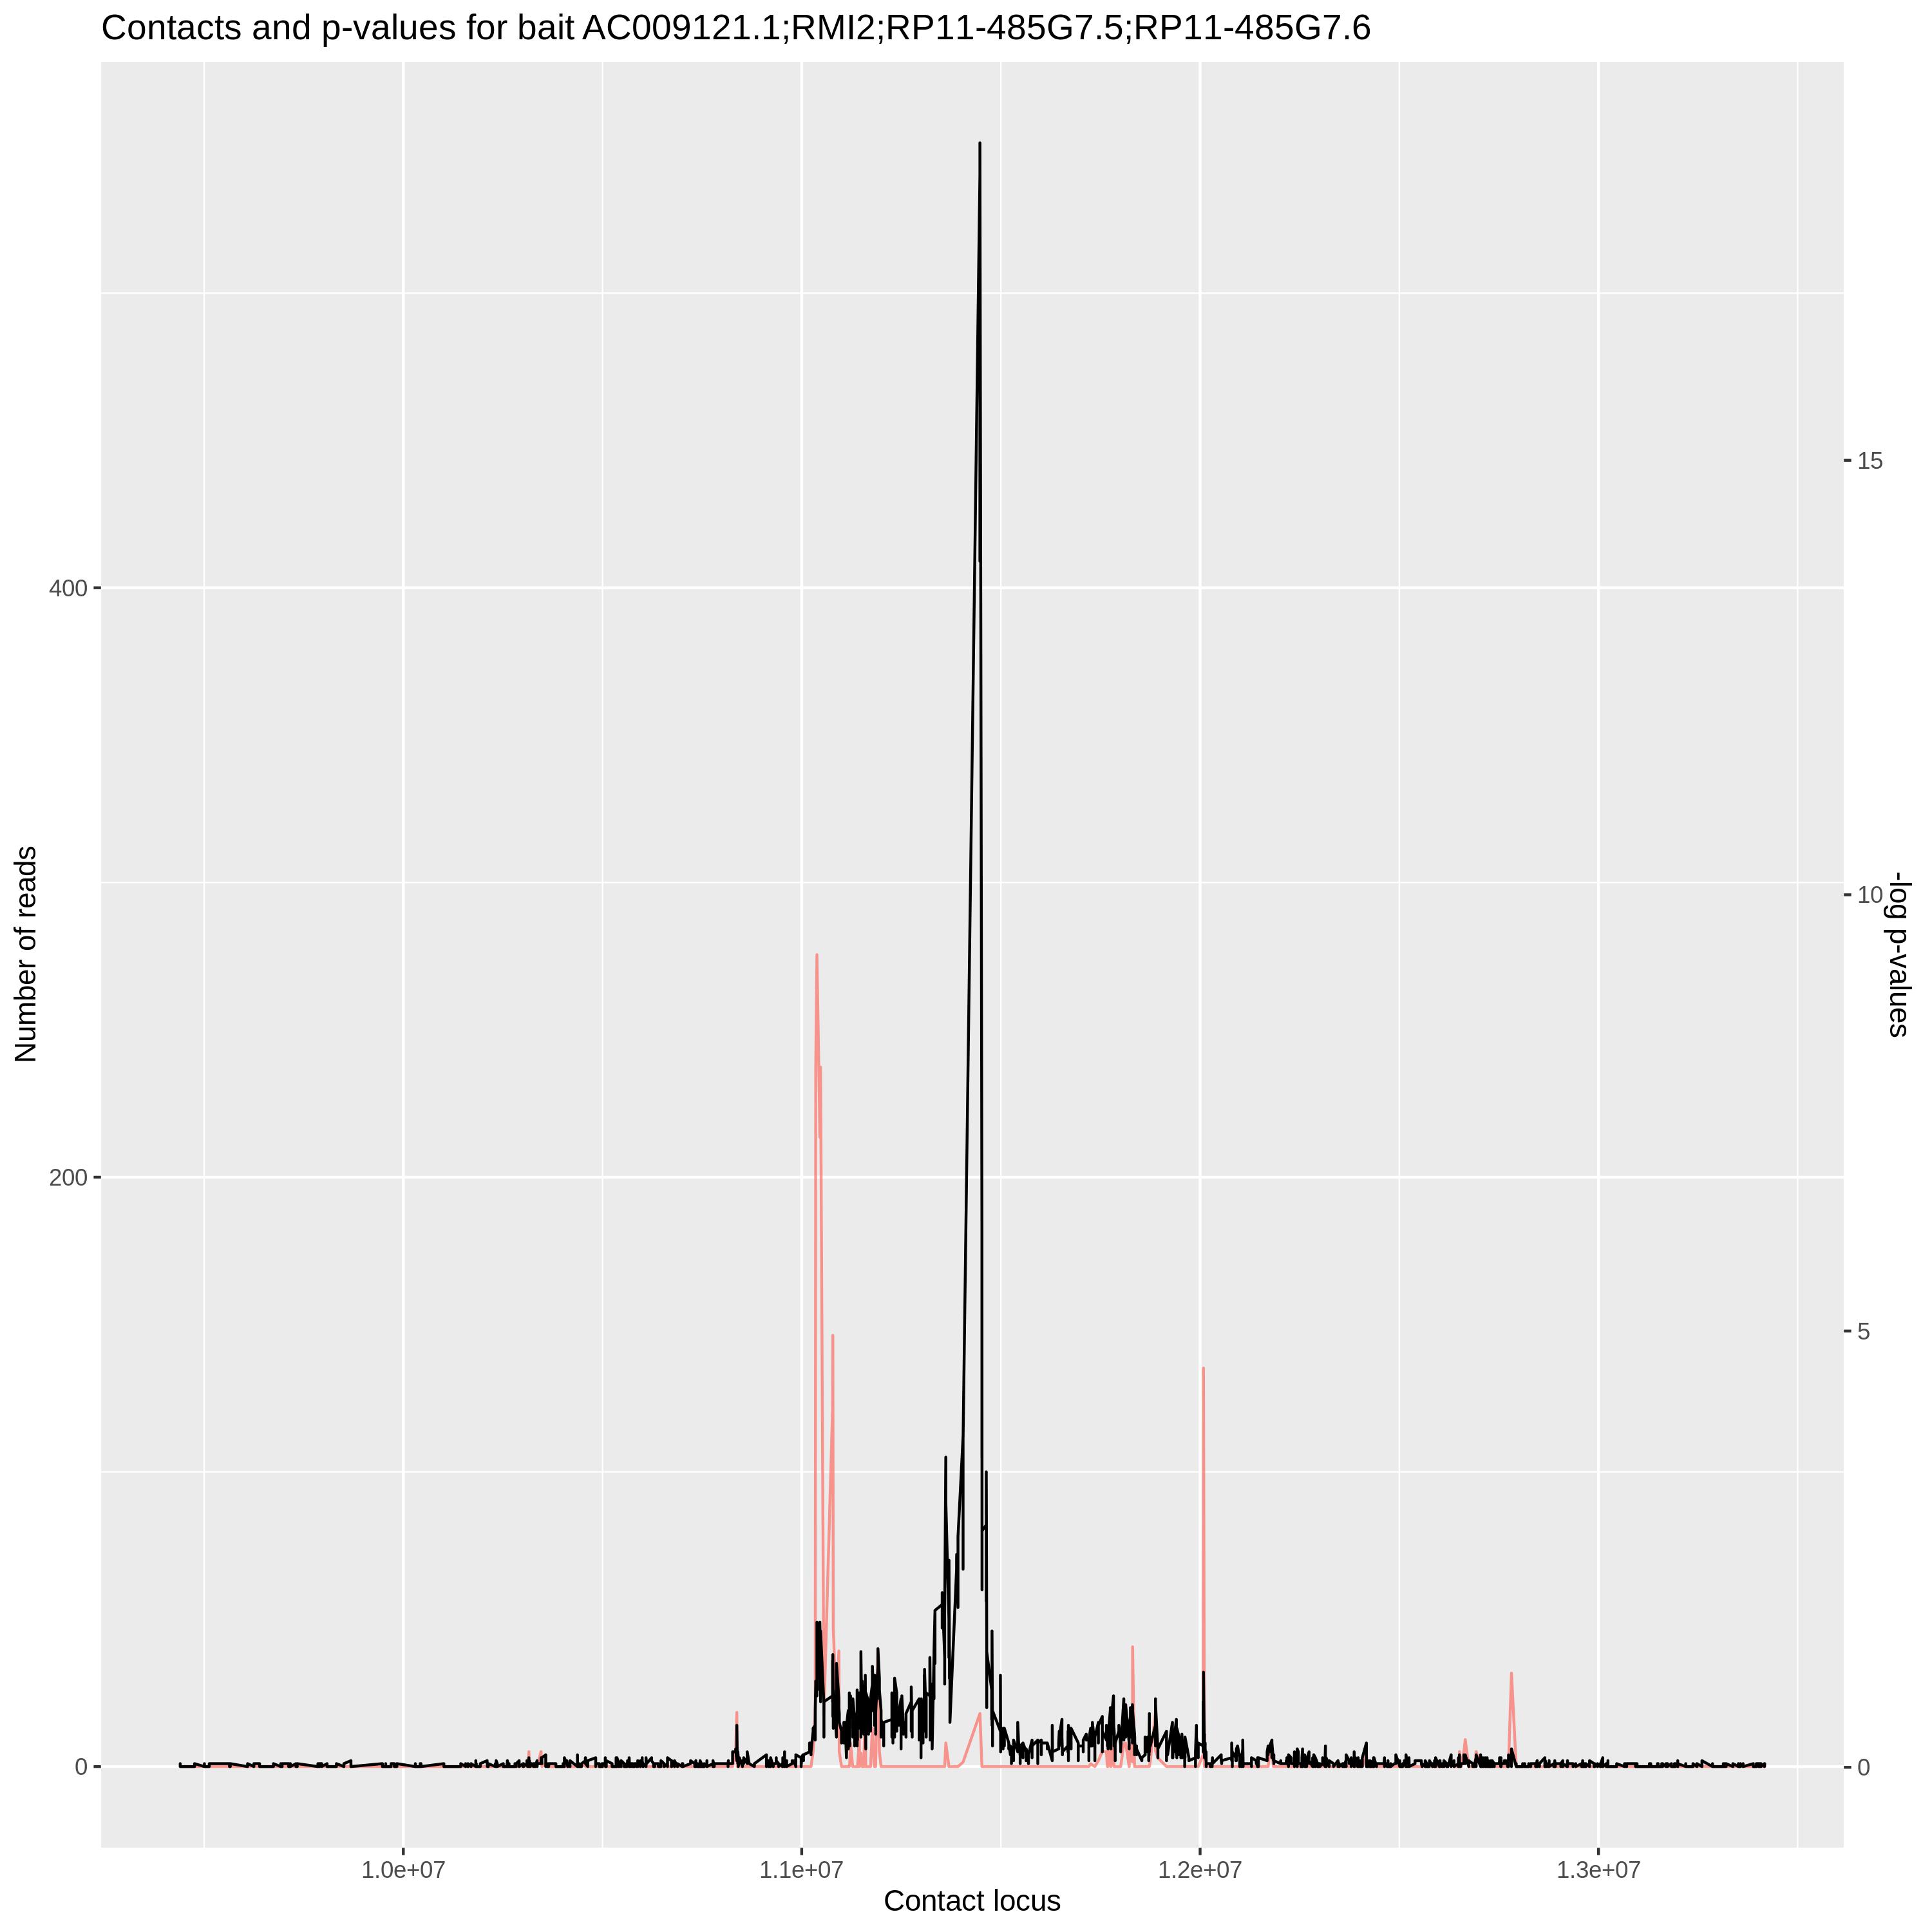 Contacts and p-values for bait AC009121.1;RMI2;RP11-485G7.5;RP11-485G7.6
Number of reads
400
200
0
15
10
5
0
-log p-values
1.0e+07
1.1e+07
1.2e+07
1.3e+07
Contact locus